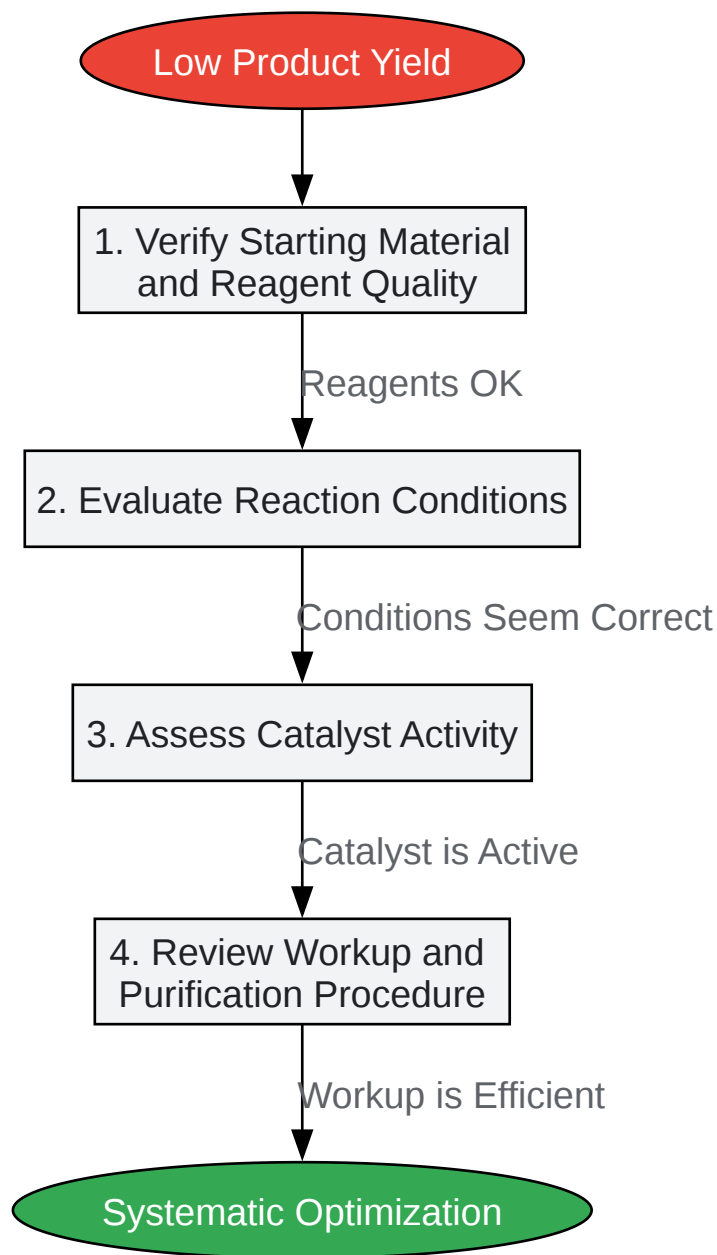 Low Product Yield
1. Verify Starting Material
and Reagent Quality
Reagents OK
2. Evaluate Reaction Conditions
Conditions Seem Correct
3. Assess Catalyst Activity
Catalyst is Active
4. Review Workup and
Purification Procedure
Workup is Efficient
Systematic Optimization